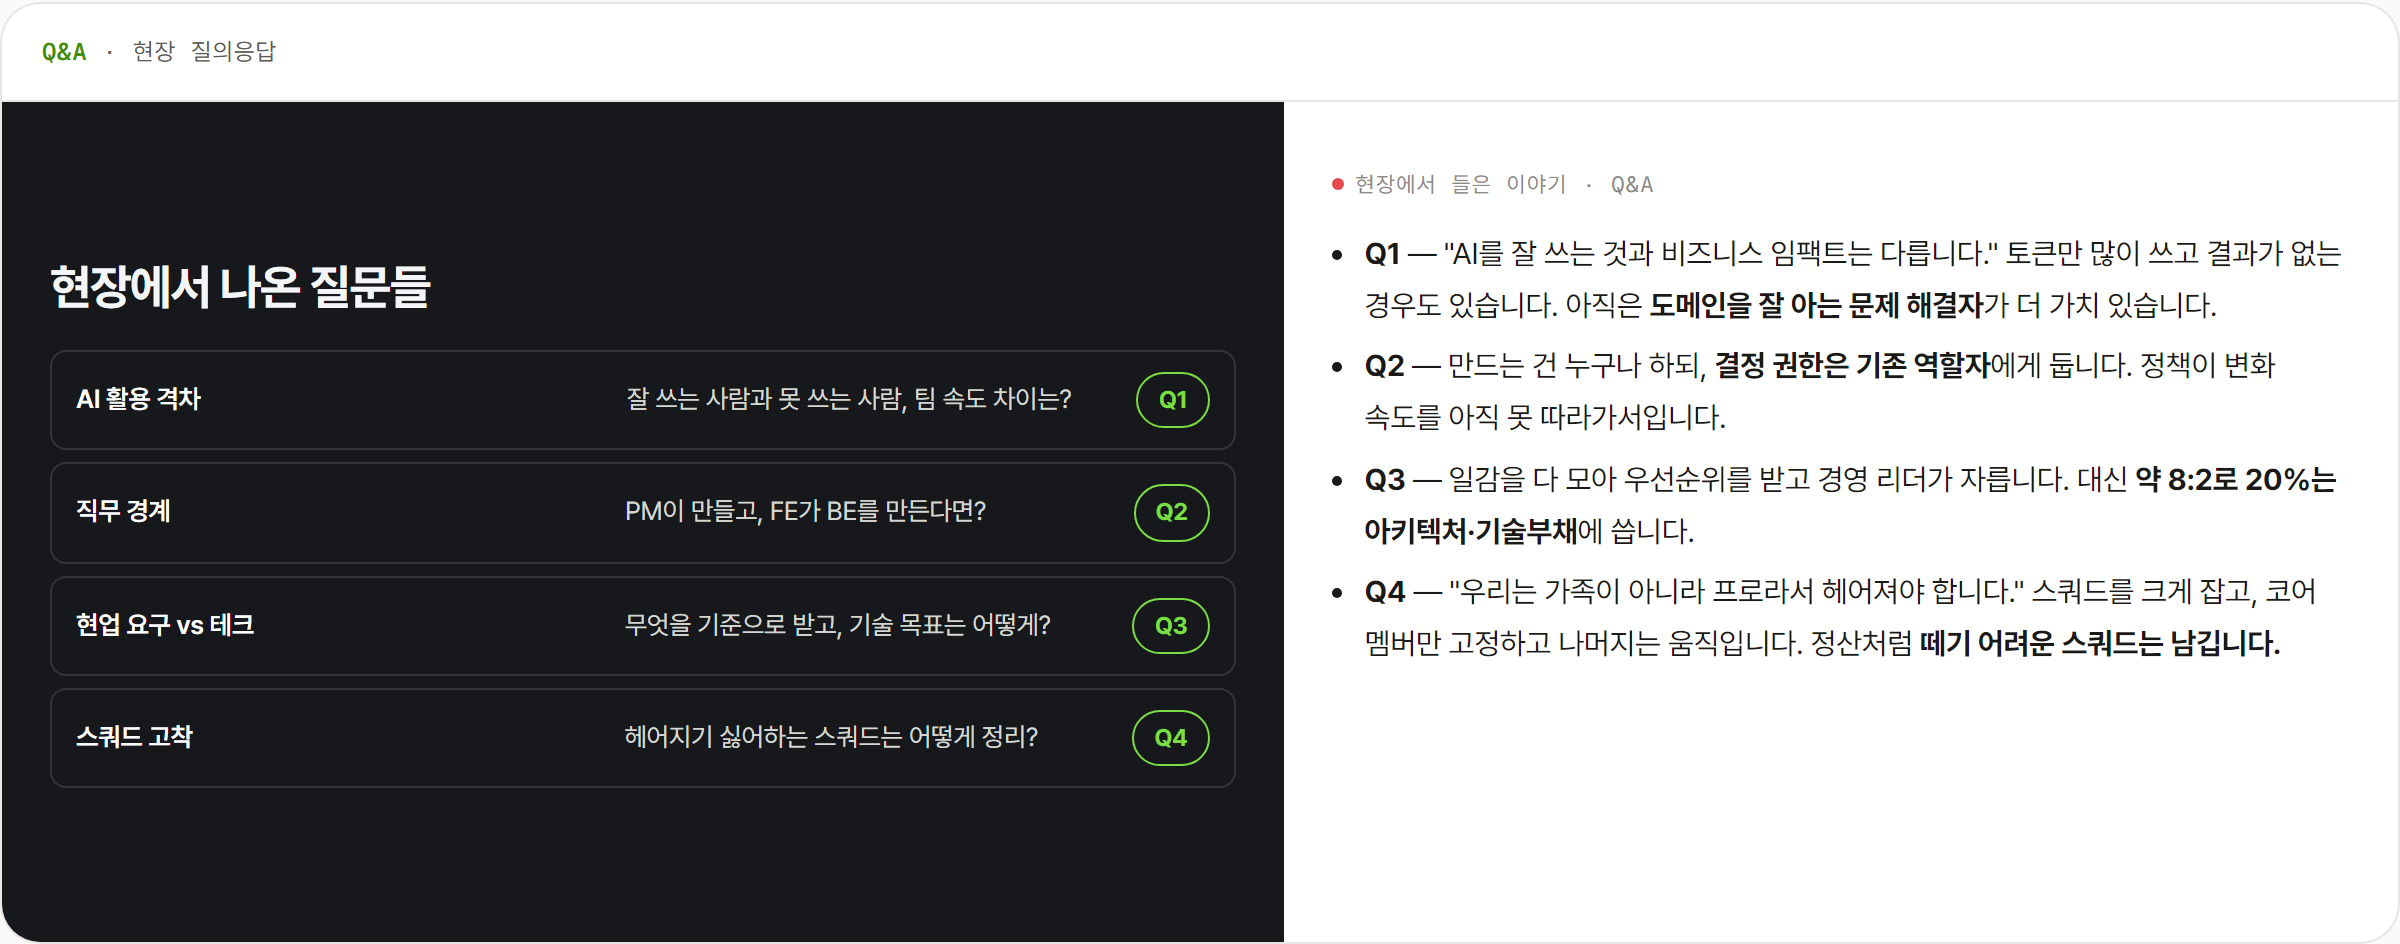 Q&A · 현장 질의응답
현장에서 나온 질문들
AI 활용 격차 잘 쓰는 사람과 못 쓰는 사람, 팀 속도 차이는? Q1
직무 경계 PM이 만들고, FE가 BE를 만든다면? Q2
현업 요구 vs 테크 무엇을 기준으로 받고, 기술 목표는 어떻게? Q3
스쿼드 고착 헤어지기 싫어하는 스쿼드는 어떻게 정리? Q4
현장에서 들은 이야기 · Q&A
Q1 — "AI를 잘 쓰는 것과 비즈니스 임팩트는 다릅니다." 토큰만 많이 쓰고 결과가 없는
경우도 있습니다. 아직은 도메인을 잘 아는 문제 해결자가 더 가치 있습니다.
Q2 — 만드는 건 누구나 하되, 결정 권한은 기존 역할자에게 둡니다. 정책이 변화
속도를 아직 못 따라가서입니다.
Q3 — 일감을 다 모아 우선순위를 받고 경영 리더가 자릅니다. 대신 약 8:2로 20%는
아키텍처·기술부채에 씁니다.
Q4 — "우리는 가족이 아니라 프로라서 헤어져야 합니다." 스쿼드를 크게 잡고, 코어
멤버만 고정하고 나머지는 움직입니다. 정산처럼 떼기 어려운 스쿼드는 남깁니다.